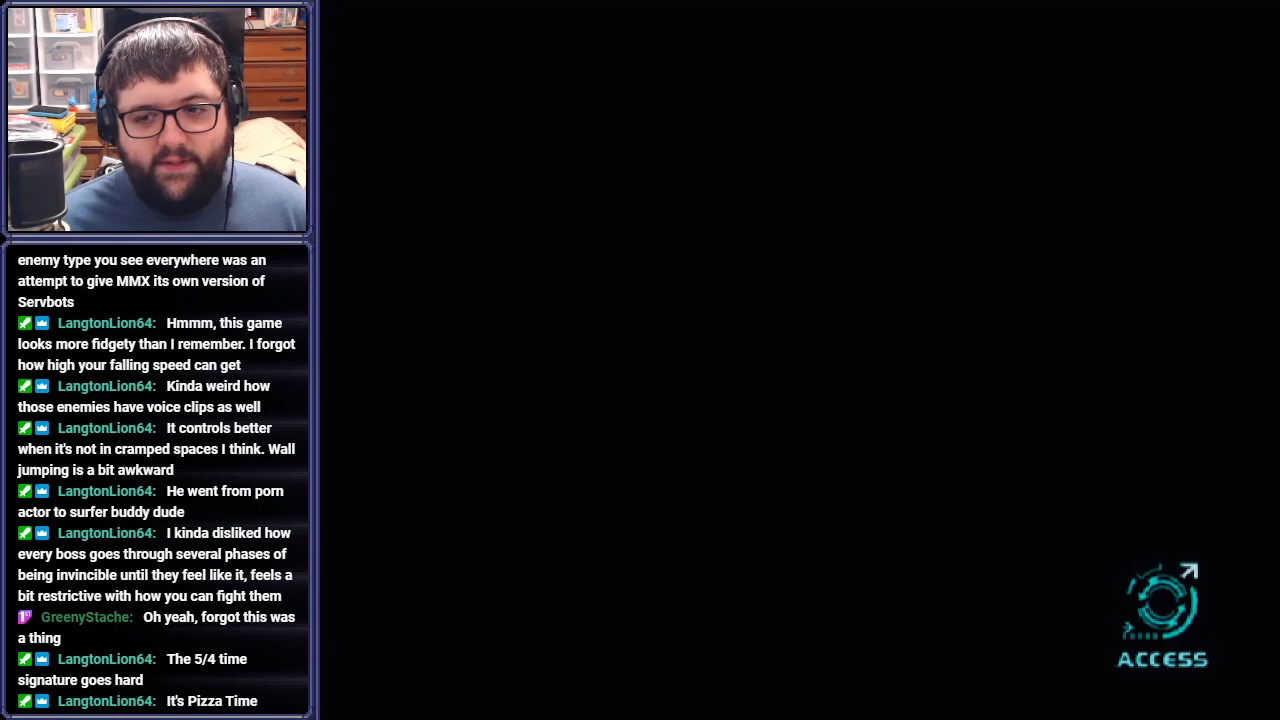 enemy type you see everywhere was an
attempt to give MMX its own version of
Servbots
LangtonLion64: Hmmm, this game
looks more fidgety than I remember. I forgot
how high your falling speed can get
LangtonLion64: Kinda weird how
those enemies have voice clips as well
LangtonLion64: It controls better
when it's not in cramped spaces I think. Wall
jumping is a bit awkward
LangtonLion64: He went from porn
actor to surfer buddy dude
LangtonLion64: I kinda disliked how
every boss goes through several phases of
being invincible until they feel like it, feels a
bit restrictive with how you can fight them
1ST GreenyStache: Oh yeah, forgot this was
a thing
LangtonLion64: The 5/4 time
signature goes hard
LangtonLion64: It's Pizza Time
ACCESS